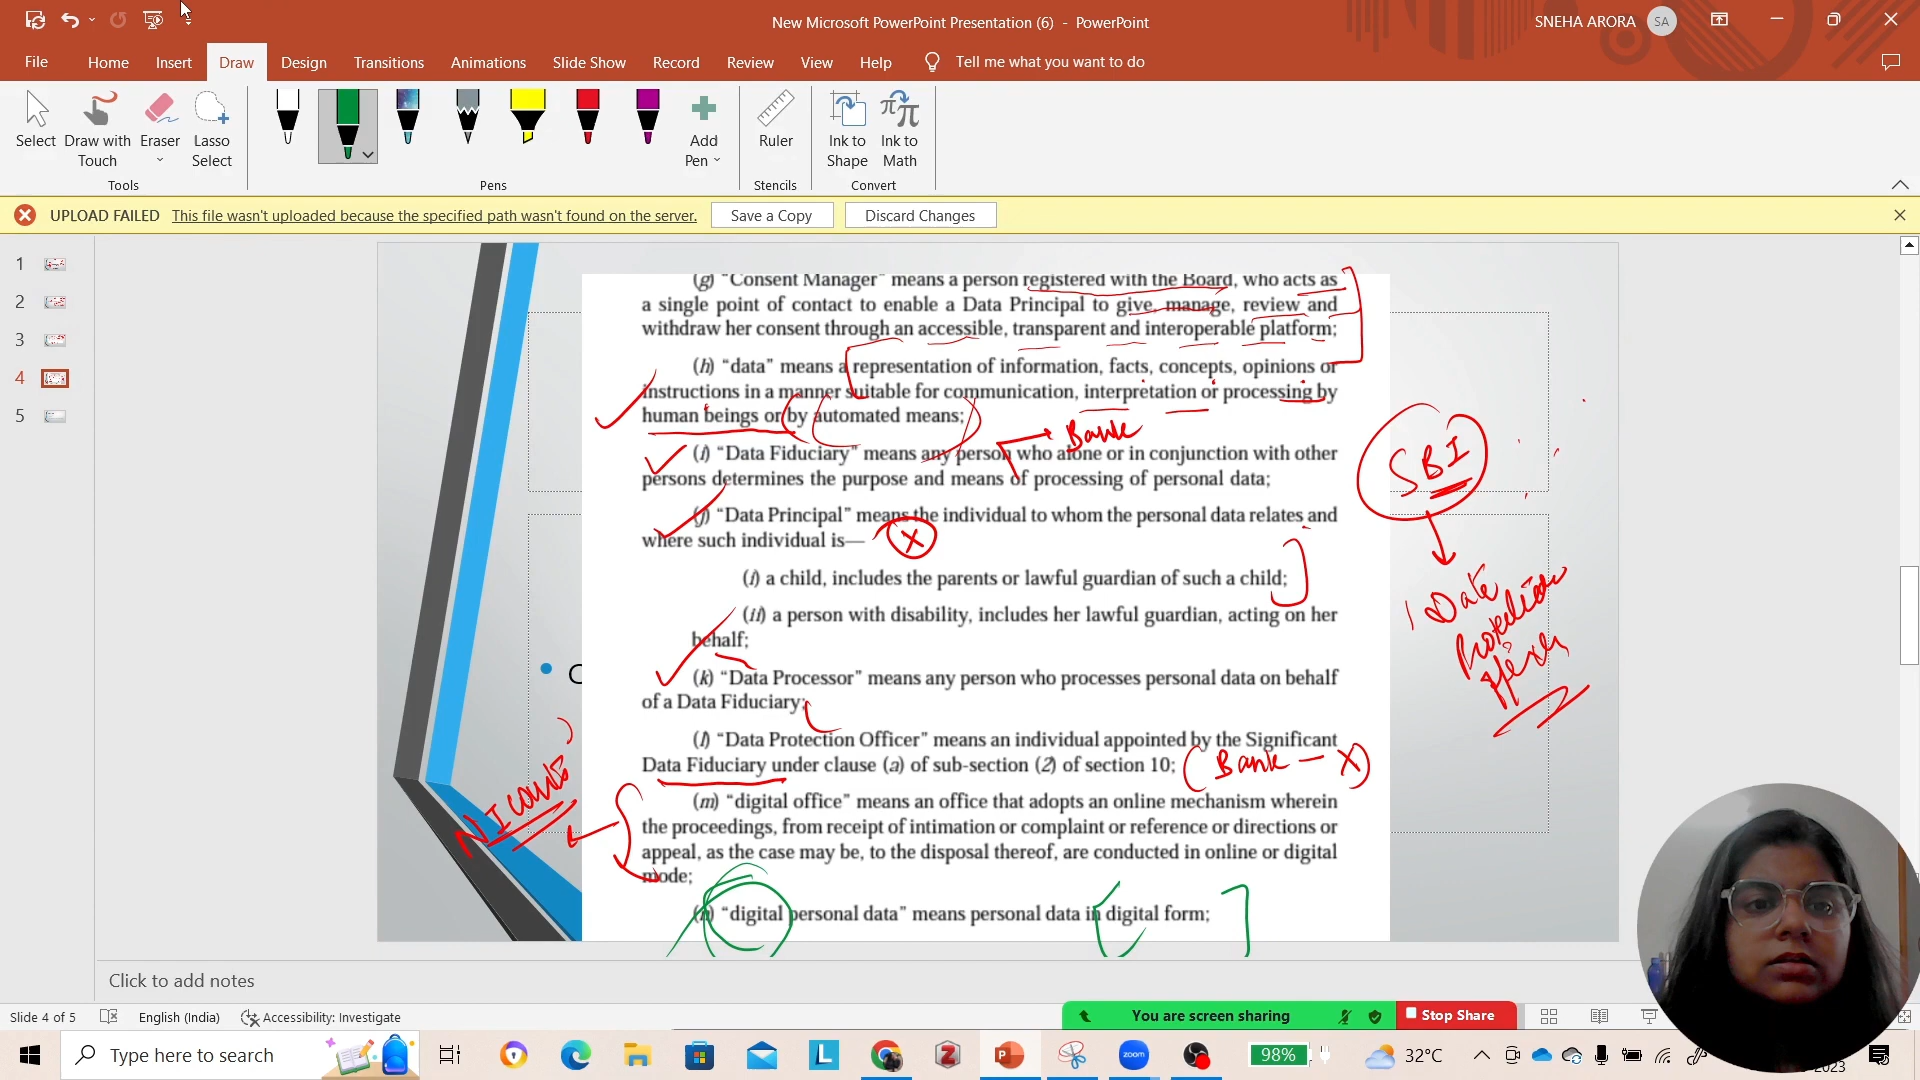 New Microsoft PowerPoint Presentation (6) - PowerPoint
SNEHA ARORA
SA
File
Home
Insert
Draw
Design
Transitions
Animations
Slide Show
Record
Review
View
Help
Tell me what you want to do
Select
Draw with
Touch
Eraser
Lasso
Select
Add
Pen
Ruler
Ink to
Shape
Ink to
Math
Tools
Pens
Stencils
Convert
UPLOAD FAILED
This file wasn't uploaded because the specified path wasn't found on the server.
Save a Copy
Discard Changes
1
2
3
4
5
(g) “Consent Manager” means a person registered with the Board, who acts as
a single point of contact to enable a Data Principal to give, manage, review and
withdraw her consent through an accessible, transparent and interoperable platform;
(h) “data” means a representation of information, facts, concepts, opinions or
instructions in a manner suitable for communication, interpretation or processing by
human beings or by automated means;
Bank
(i) “Data Fiduciary” means any person who alone or in conjunction with other
persons determines the purpose and means of processing of personal data;
SBI
(j) “Data Principal” means the individual to whom the personal data relates and
where such individual is—
X
(i) a child, includes the parents or lawful guardian of such a child;
(ii) a person with disability, includes her lawful guardian, acting on her
behalf;
C
(k) “Data Processor” means any person who processes personal data on behalf
of a Data Fiduciary;
(l) “Data Protection Officer” means an individual appointed by the Significant
Data Fiduciary under clause (a) of sub-section (2) of section 10;
(Bank – X)
(m) “digital office” means an office that adopts an online mechanism wherein
the proceedings, from receipt of intimation or complaint or reference or directions or
appeal, as the case may be, to the disposal thereof, are conducted in online or digital
mode;
(n) “digital personal data” means personal data in digital form;
NI courts
Click to add notes
Slide 4 of 5
English (India)
Accessibility: Investigate
You are screen sharing
Stop Share
Type here to search
L
Z
zoom
98%
32°C
2023